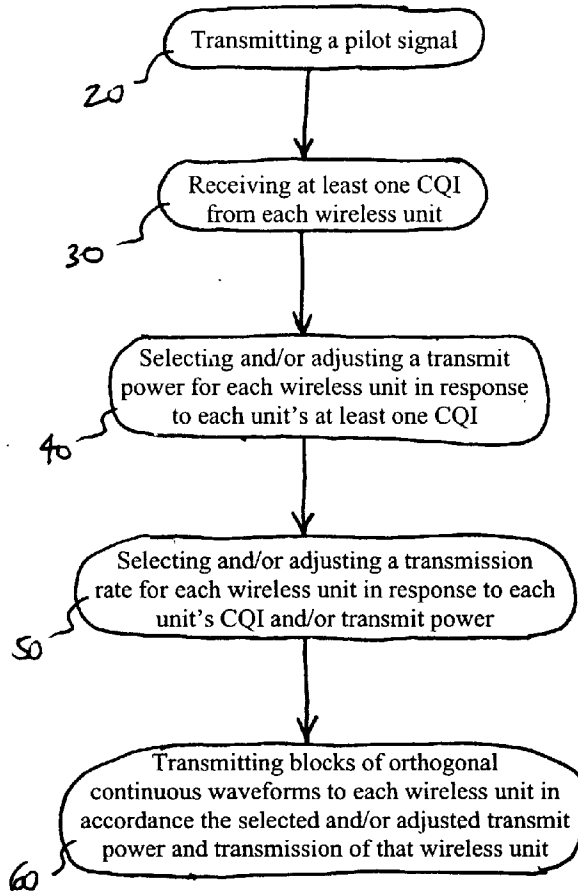 Transmitting a pilot signal
20
Receiving at least one CQI
from each wireless unit
30
Selecting and/or adjusting a transmit
power for each wireless unit in response
to each unit's at least one CQI
40
Selecting and/or adjusting a transmission
rate for each wireless unit in response to each
unit's CQI and/or transmit power
50
Transmitting blocks of orthogonal
continuous waveforms to each wireless unit in
accordance the selected and/or adjusted transmit
power and transmission of that wireless unit
60